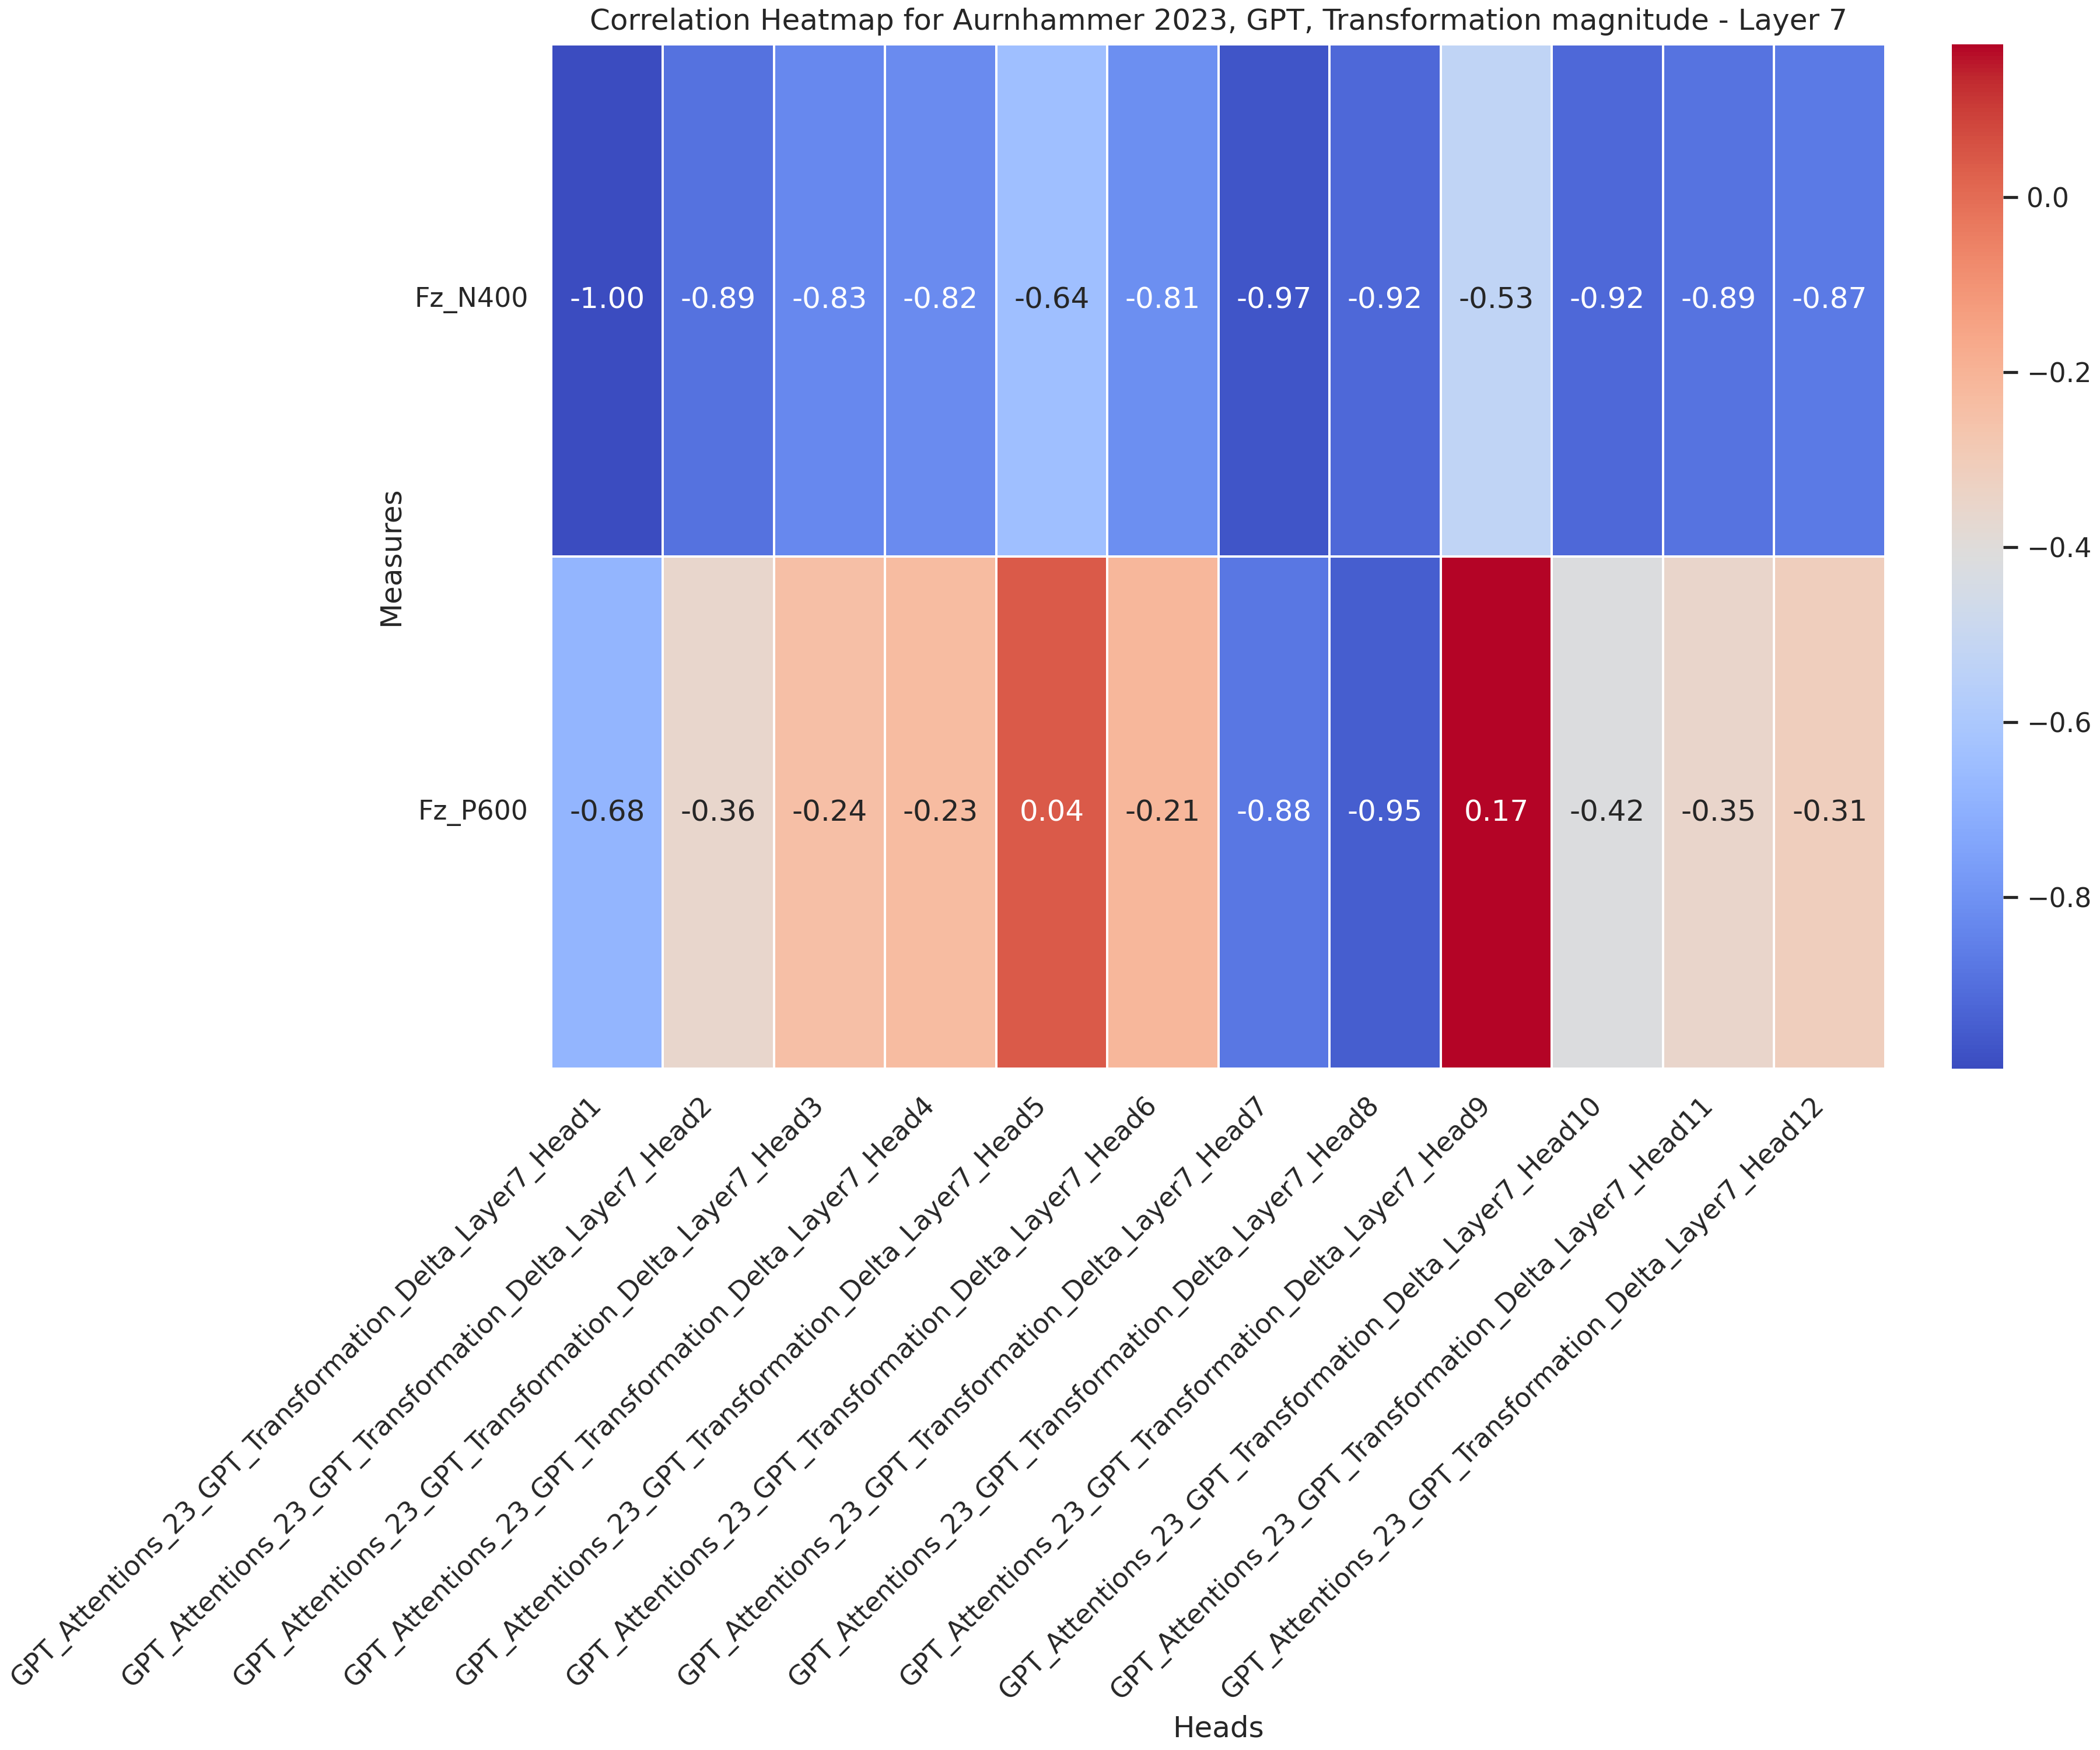 Correlation Heatmap for Aurnhammer 2023, GPT, Transformation magnitude - Layer 7
Measures
Fz_N400
-1.00 -0.89 -0.83 -0.82 -0.64 -0.81 -0.97 -0.92 -0.53 -0.92 -0.89 -0.87
Fz_P600
-0.68 -0.36 -0.24 -0.23 0.04 -0.21 -0.88 -0.95 0.17 -0.42 -0.35 -0.31
0.0
−0.2
−0.4
−0.6
−0.8
GPT_Attentions_23_GPT_Transformation_Delta_Layer7_Head1
GPT_Attentions_23_GPT_Transformation_Delta_Layer7_Head2
GPT_Attentions_23_GPT_Transformation_Delta_Layer7_Head3
GPT_Attentions_23_GPT_Transformation_Delta_Layer7_Head4
GPT_Attentions_23_GPT_Transformation_Delta_Layer7_Head5
GPT_Attentions_23_GPT_Transformation_Delta_Layer7_Head6
GPT_Attentions_23_GPT_Transformation_Delta_Layer7_Head7
GPT_Attentions_23_GPT_Transformation_Delta_Layer7_Head8
GPT_Attentions_23_GPT_Transformation_Delta_Layer7_Head9
GPT_Attentions_23_GPT_Transformation_Delta_Layer7_Head10
GPT_Attentions_23_GPT_Transformation_Delta_Layer7_Head11
GPT_Attentions_23_GPT_Transformation_Delta_Layer7_Head12
Heads